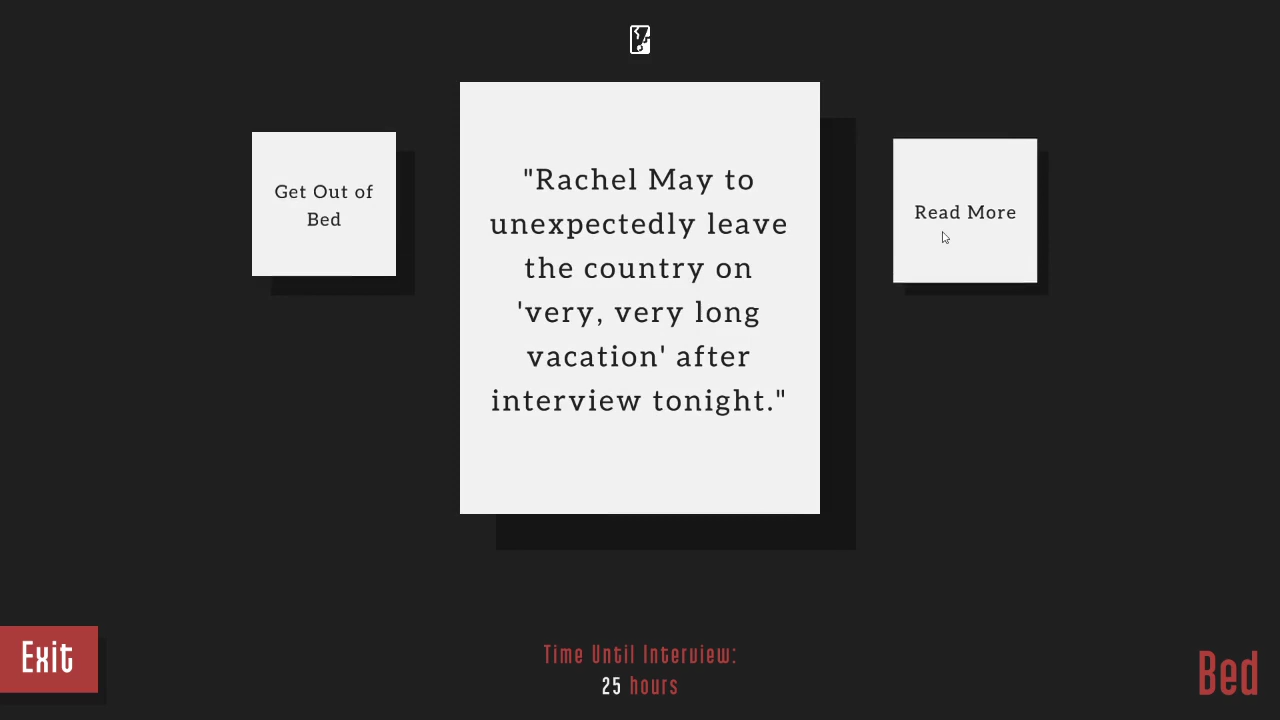 Get Out of
Bed
"Rachel May to
unexpectedly leave
the country on
'very, very long
vacation' after
interview tonight."
Read More
Exit
Time Until Interview:
25 hours
Bed